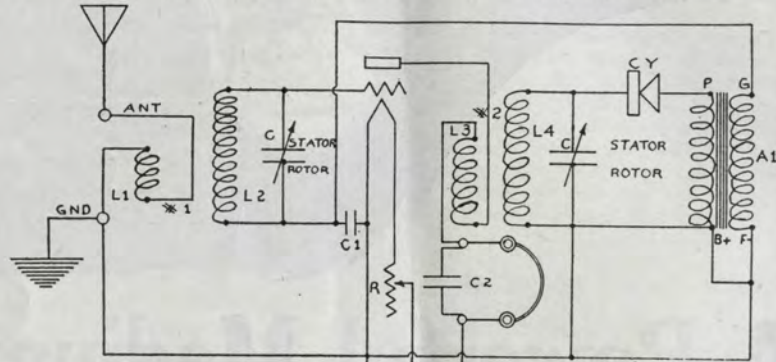 ANT
GND
L1
※1
L2
C
STATOR
ROTOR
C1
R
L3
※2
L4
C
STATOR
ROTOR
C2
CY
P
G
A1
B+
F-